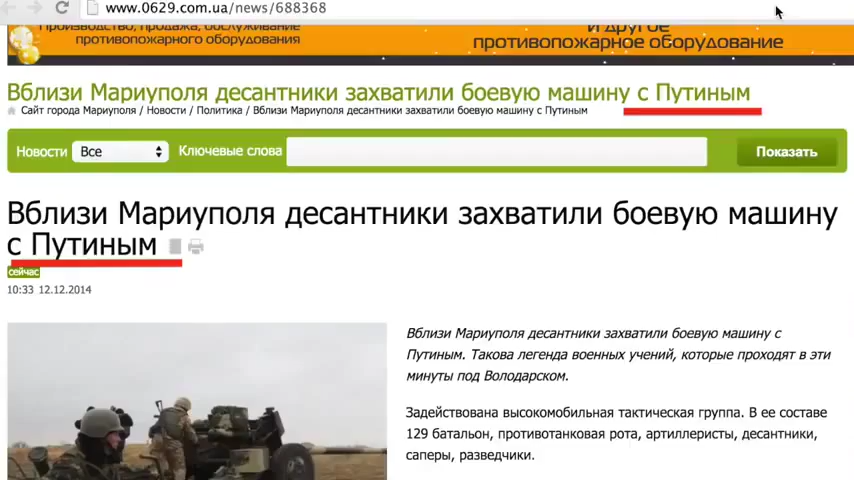 www.0629.com.ua/news/688368
Производство, продажа, обслуживание
противопожарного оборудования
и другое
противопожарное оборудование
Вблизи Мариуполя десантники захватили боевую машину с Путиным
Сайт города Мариуполя / Новости / Политика / Вблизи Мариуполя десантники захватили боевую машину с Путиным
Новости Все Ключевые слова Показать
Вблизи Мариуполя десантники захватили боевую машину
с Путиным
сейчас
10:33 12.12.2014
Вблизи Мариуполя десантники захватили боевую машину с
Путиным. Такова легенда военных учений, которые проходят в эти
минуты под Володарском.
Задействована высокомобильная тактическая группа. В ее составе
129 батальон, противотанковая рота, артиллеристы, десантники,
саперы, разведчики.